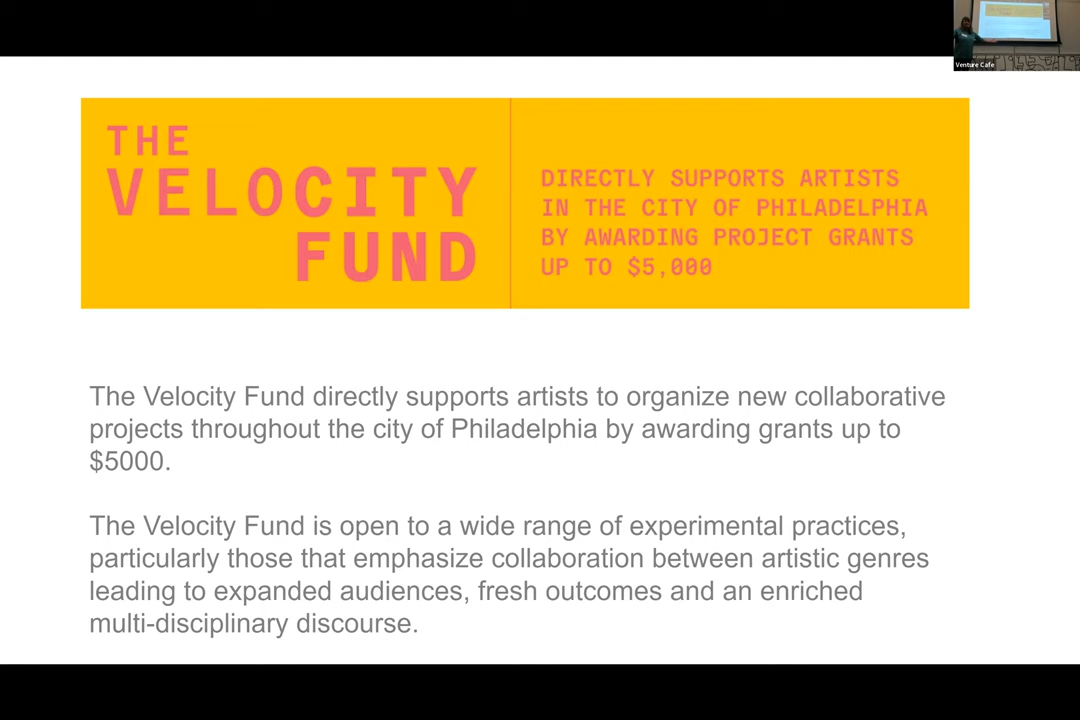 Venture Cafe
THE
VELOCITY
FUND
DIRECTLY SUPPORTS ARTISTS
IN THE CITY OF PHILADELPHIA
BY AWARDING PROJECT GRANTS
UP TO $5,000
The Velocity Fund directly supports artists to organize new collaborative
projects throughout the city of Philadelphia by awarding grants up to
$5000.
The Velocity Fund is open to a wide range of experimental practices,
particularly those that emphasize collaboration between artistic genres
leading to expanded audiences, fresh outcomes and an enriched
multi-disciplinary discourse.